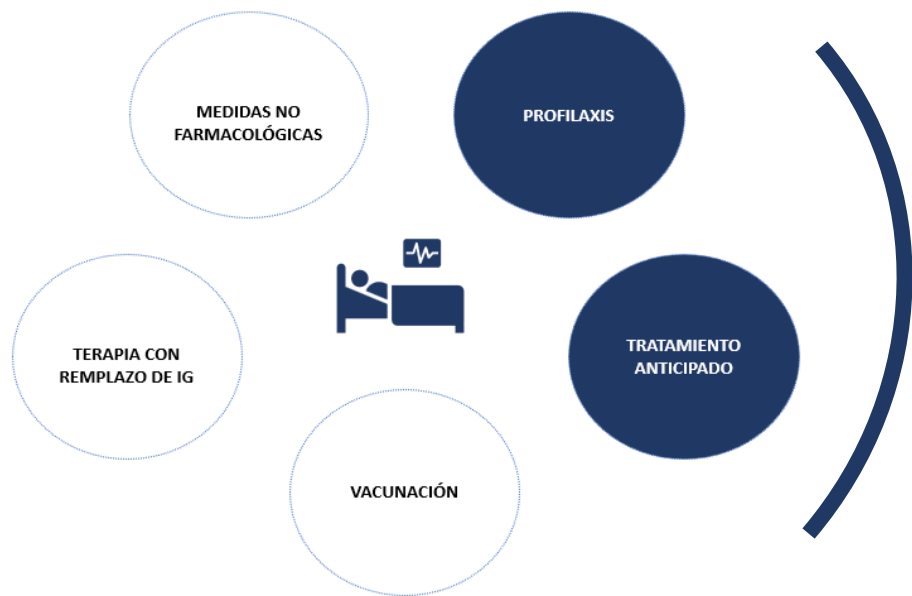 MEDIDAS NO
FARMACOLÓGICAS
PROFILAXIS
TERAPIA CON
REMPLAZO DE IG
TRATAMIENTO
ANTICIPADO
VACUNACIÓN